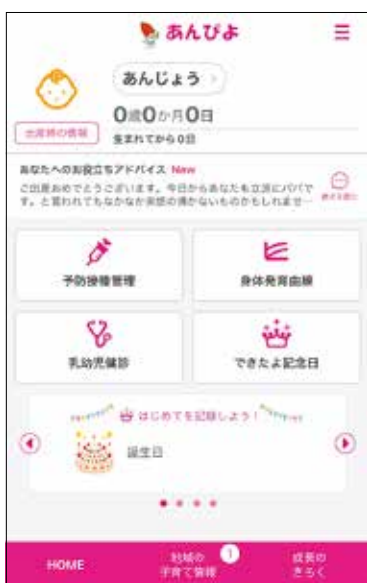 あんぴよ
あんじょう
0歳0か月0日
出産時の情報
生まれてから0日
あなたへのお役立ちアドバイス New
ご出産おめでとうございます。今日からあなたも立派にパパで
す。と言われてもなかなか実感の湧かないものかもしれませ…
予防接種管理
身体発育曲線
乳幼児健診
できたよ記念日
はじめてを記録しよう！
誕生日
HOME
地域の
子育て情報
1
成長の
きろく